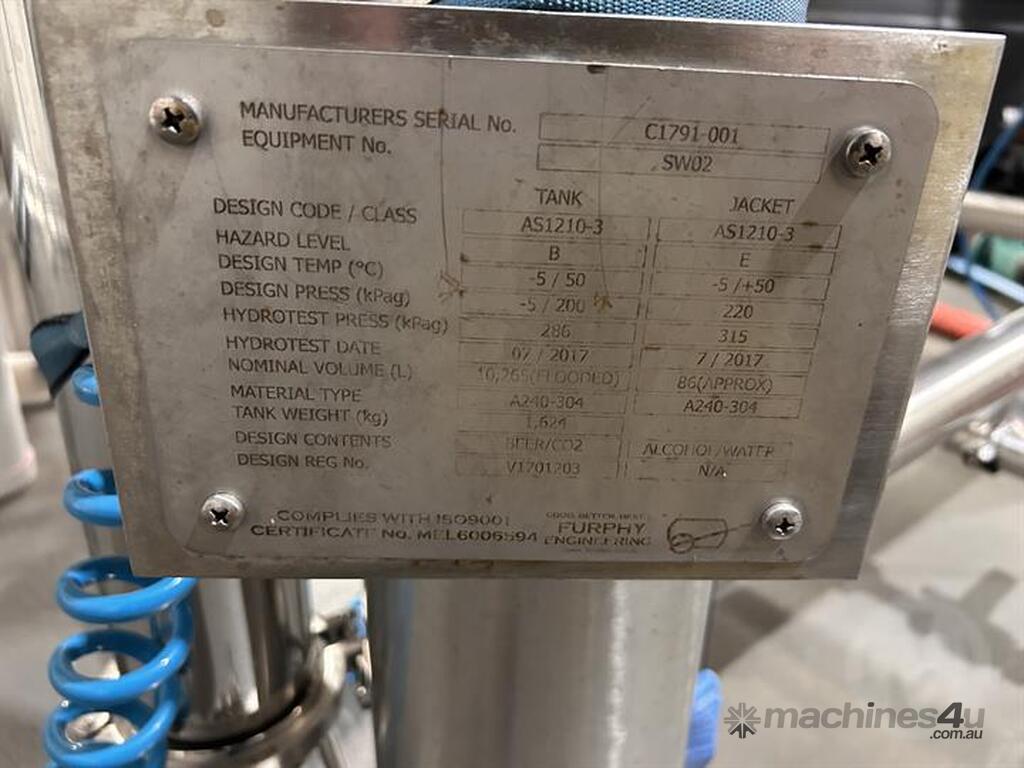 MANUFACTURERS SERIAL No. C1791-001
EQUIPMENT No. SW02
TANK JACKET
DESIGN CODE / CLASS AS1210-3 AS1210-3
HAZARD LEVEL B E
DESIGN TEMP (°C) -5 / 50 -5 /+50
DESIGN PRESS (kPag) -5 / 200 220
HYDROTEST PRESS (kPag) 286 315
HYDROTEST DATE 07 / 2017 7 / 2017
NOMINAL VOLUME (L) 10,265(FLOODED) 86(APPROX)
MATERIAL TYPE A240-304 A240-304
TANK WEIGHT (kg) 1,624
DESIGN CONTENTS BEER/CO2 ALCOHOL/WATER
DESIGN REG No. V1701203 N/A
COMPLIES WITH ISO9001
CERTIFICATE No. MEL6006594
GOOD, BETTER, BEST
FURPHY
ENGINEERING
machines4u
.com.au